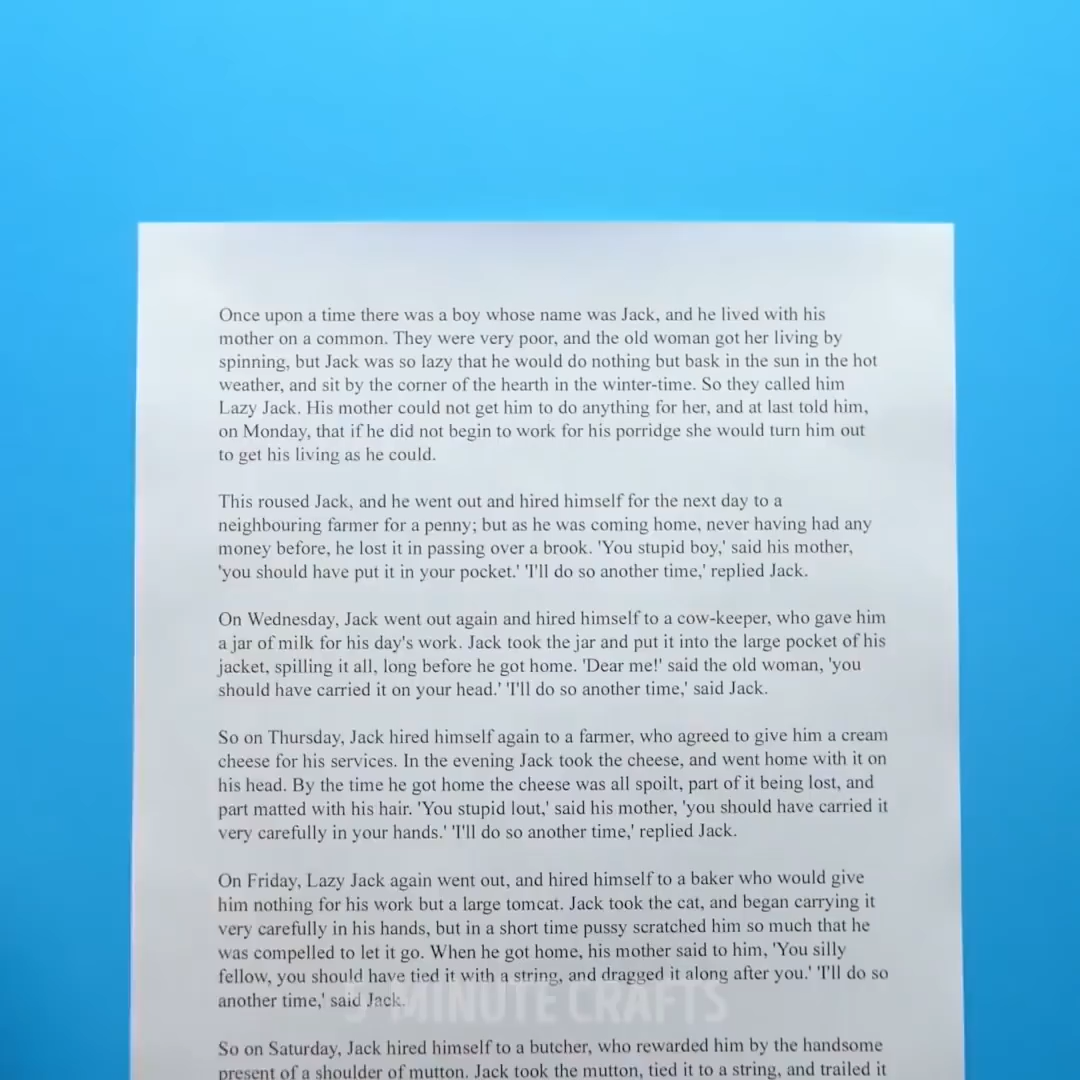 Once upon a time there was a boy whose name was Jack, and he lived with his
mother on a common. They were very poor, and the old woman got her living by
spinning, but Jack was so lazy that he would do nothing but bask in the sun in the hot
weather, and sit by the corner of the hearth in the winter-time. So they called him
Lazy Jack. His mother could not get him to do anything for her, and at last told him,
on Monday, that if he did not begin to work for his porridge she would turn him out
to get his living as he could.
This roused Jack, and he went out and hired himself for the next day to a
neighbouring farmer for a penny; but as he was coming home, never having had any
money before, he lost it in passing over a brook. 'You stupid boy,' said his mother,
'you should have put it in your pocket.' 'I'll do so another time,' replied Jack.
On Wednesday, Jack went out again and hired himself to a cow-keeper, who gave him
a jar of milk for his day's work. Jack took the jar and put it into the large pocket of his
jacket, spilling it all, long before he got home. 'Dear me!' said the old woman, 'you
should have carried it on your head.' 'I'll do so another time,' said Jack.
So on Thursday, Jack hired himself again to a farmer, who agreed to give him a cream
cheese for his services. In the evening Jack took the cheese, and went home with it on
his head. By the time he got home the cheese was all spoilt, part of it being lost, and
part matted with his hair. 'You stupid lout,' said his mother, 'you should have carried it
very carefully in your hands.' 'I'll do so another time,' replied Jack.
On Friday, Lazy Jack again went out, and hired himself to a baker who would give
him nothing for his work but a large tomcat. Jack took the cat, and began carrying it
very carefully in his hands, but in a short time pussy scratched him so much that he
was compelled to let it go. When he got home, his mother said to him, 'You silly
fellow, you should have tied it with a string, and dragged it along after you.' 'I'll do so
another time,' said Jack.
5-MINUTE CRAFTS
So on Saturday, Jack hired himself to a butcher, who rewarded him by the handsome
present of a shoulder of mutton. Jack took the mutton, tied it to a string, and trailed it